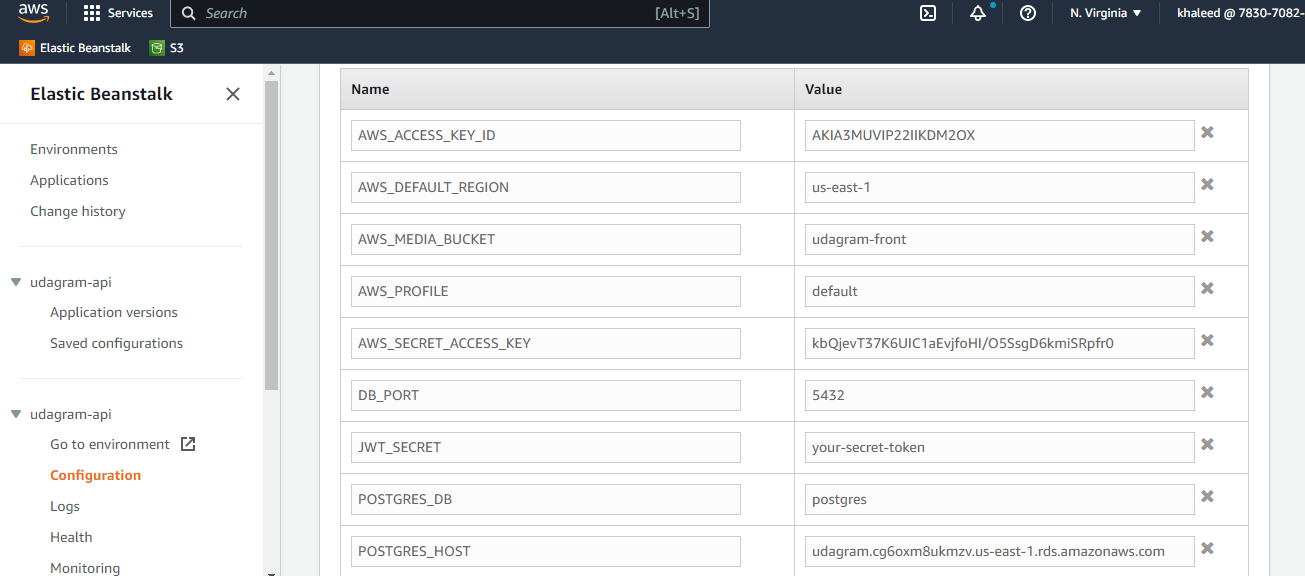 aws
Services
Search
[Alt+S]
N. Virginia
khaleed @ 7830-7082-
Elastic Beanstalk
S3
Elastic Beanstalk
Environments
Applications
Change history
udagram-api
Application versions
Saved configurations
udagram-api
Go to environment
Configuration
Logs
Health
Monitoring
Name Value
AWS_ACCESS_KEY_ID AKIA3MUVIP22IIKDM2OX
AWS_DEFAULT_REGION us-east-1
AWS_MEDIA_BUCKET udagram-front
AWS_PROFILE default
AWS_SECRET_ACCESS_KEY kbQjevT37K6UIC1aEvjfoHI/O5SsgD6kmiSRpfr0
DB_PORT 5432
JWT_SECRET your-secret-token
POSTGRES_DB postgres
POSTGRES_HOST udagram.cg6oxm8ukmzv.us-east-1.rds.amazonaws.com